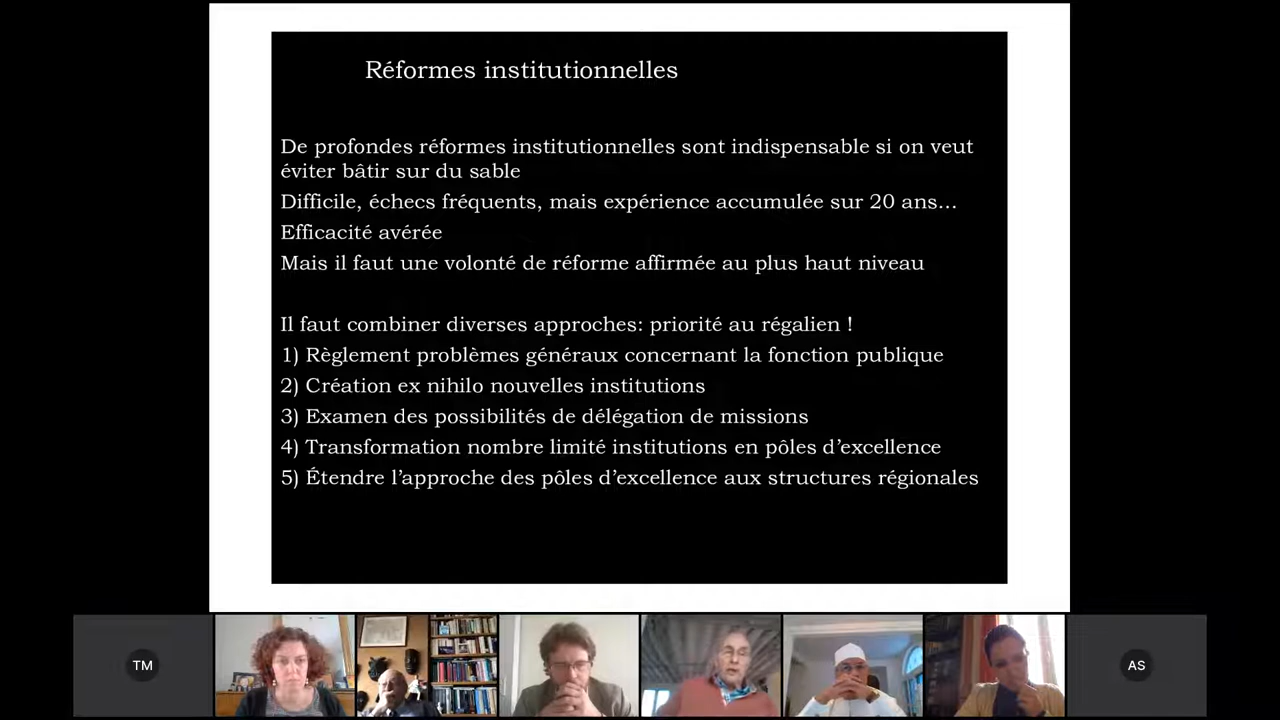 Réformes institutionnelles
De profondes réformes institutionnelles sont indispensable si on veut
éviter bâtir sur du sable
Difficile, échecs fréquents, mais expérience accumulée sur 20 ans...
Efficacité avérée
Mais il faut une volonté de réforme affirmée au plus haut niveau
Il faut combiner diverses approches: priorité au régalien !
1) Règlement problèmes généraux concernant la fonction publique
2) Création ex nihilo nouvelles institutions
3) Examen des possibilités de délégation de missions
4) Transformation nombre limité institutions en pôles d’excellence
5) Étendre l’approche des pôles d’excellence aux structures régionales
TM
AS